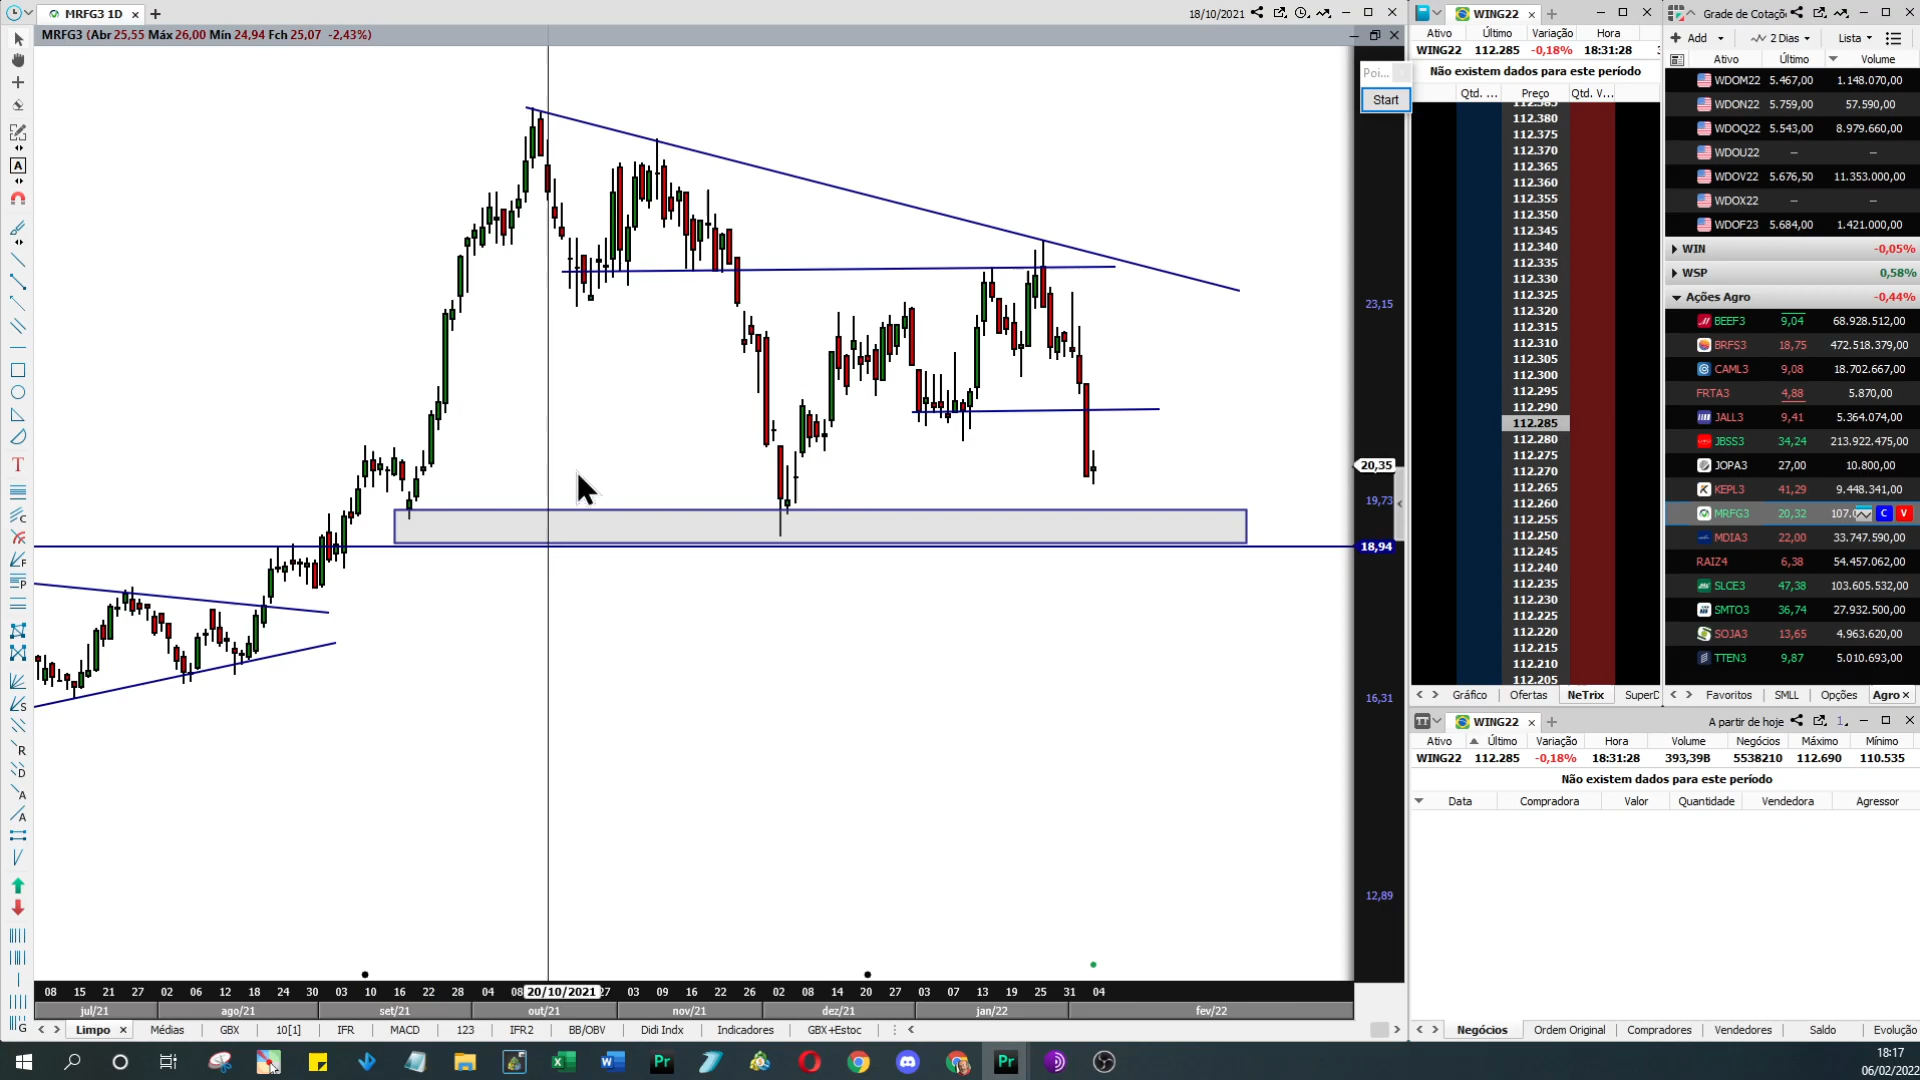 MRFG3 1D
18/10/2021
MRFG3 (Abr 25,55 Máx 26,00 Mín 24,94 Fch 25,07 -2,43%)
Poi...
Start
23,15
20,35
19,73
18,94
16,31
12,89
08 15 21 27 02 06 12 18 24 30 03 10 16 22 28 04 08 20/10/2021 27 03 09 16 22 26 02 08 14 20 27 03 07 13 19 25 31 04
jul/21 ago/21 set/21 out/21 nov/21 dez/21 jan/22 fev/22
Limpo Médias GBX 10[1] IFR MACD 123 IFR2 BB/OBV Didi Indx Indicadores GBX+Estoc
WING22
Ativo Último Variação Hora
WING22 112.285 -0,18% 18:31:28
Não existem dados para este período
Qtd. ... Preço Qtd. V...
112.385
112.380
112.375
112.370
112.365
112.360
112.355
112.350
112.345
112.340
112.335
112.330
112.325
112.320
112.315
112.310
112.305
112.300
112.295
112.290
112.285
112.280
112.275
112.270
112.265
112.260
112.255
112.250
112.245
112.240
112.235
112.230
112.225
112.220
112.215
112.210
112.205
Gráfico Ofertas NeTrix SuperD
Grade de Cotaçõ
Add 2 Dias Lista
Ativo Último Volume
WDOM22 5.467,00 1.148.070,00
WDON22 5.759,00 57.590,00
WDOQ22 5.543,00 8.979.660,00
WDOU22 – –
WDOV22 5.676,50 11.353.000,00
WDOX22 – –
WDOF23 5.684,00 1.421.000,00
WIN -0,05%
WSP 0,58%
Ações Agro -0,44%
BEEF3 9,04 68.928.512,00
BRFS3 18,75 472.518.379,00
CAML3 9,08 18.702.667,00
FRTA3 4,88 5.870,00
JALL3 9,41 5.364.074,00
JBSS3 34,24 213.922.475,00
JOPA3 27,00 10.800,00
KEPL3 41,29 9.448.341,00
MRFG3 20,32 107.0 C V
MDIA3 22,00 33.747.590,00
RAIZ4 6,38 54.457.062,00
SLCE3 47,38 103.605.532,00
SMTO3 36,74 27.932.500,00
SOJA3 13,65 4.963.620,00
TTEN3 9,87 5.010.693,00
Favoritos SMLL Opções Agro
WING22
A partir de hoje
Ativo Último Variação Hora Volume Negócios Máximo Mínimo
WING22 112.285 -0,18% 18:31:28 393,39B 5538210 112.690 110.535
Não existem dados para este período
Data Compradora Valor Quantidade Vendedora Agressor
Negócios Ordem Original Compradores Vendedores Saldo Evolução
18:17
06/02/2022